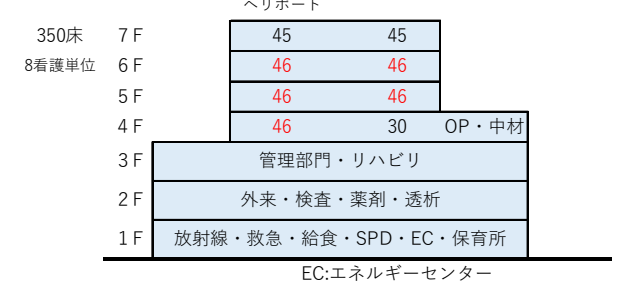 ヘリポート
350床 7F 45 45
8看護単位 6F 46 46
5F 46 46
4F 46 30 OP・中材
3F 管理部門・リハビリ
2F 外来・検査・薬剤・透析
1F 放射線・救急・給食・SPD・EC・保育所
EC:エネルギーセンター